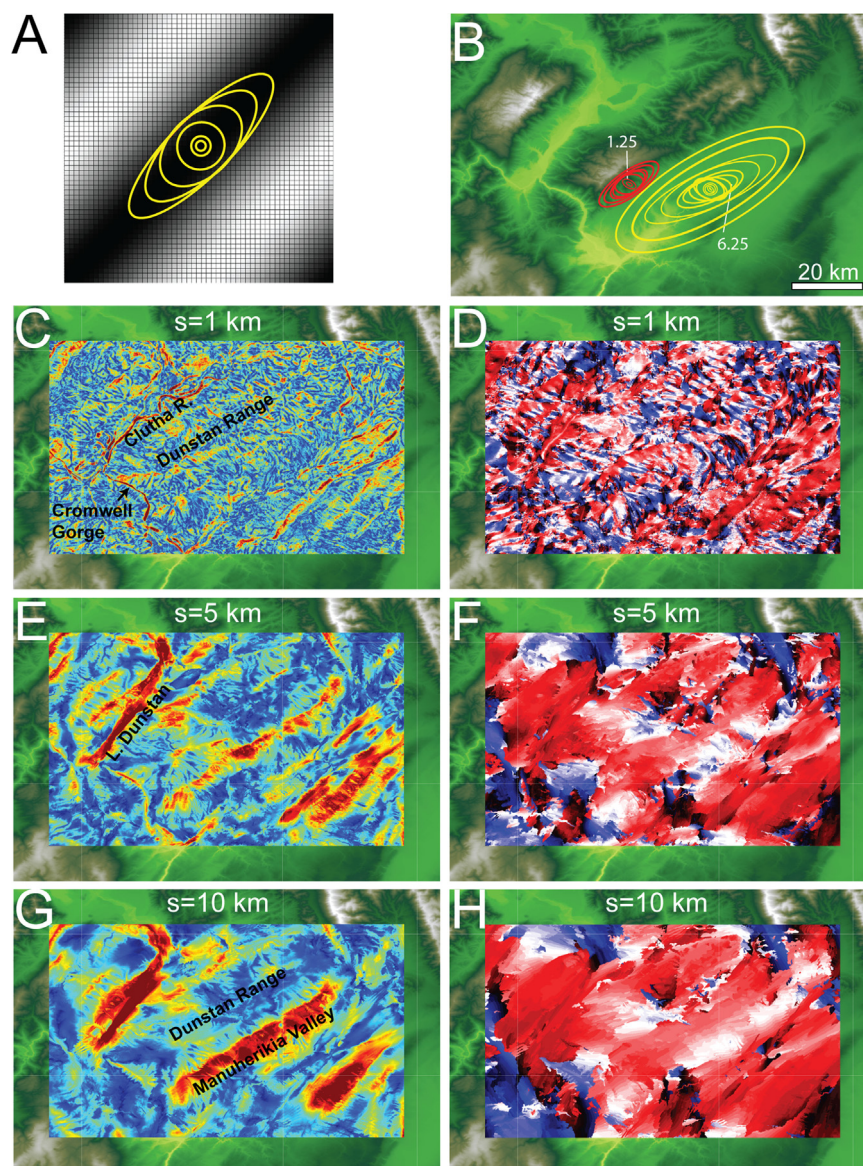 A
B
1.25
6.25
20 km
C
s=1 km
Clutha R.
Dunstan Range
Cromwell
Gorge
D
s=1 km
E
s=5 km
L. Dunstan
F
s=5 km
G
s=10 km
Dunstan Range
Manuherikia Valley
H
s=10 km